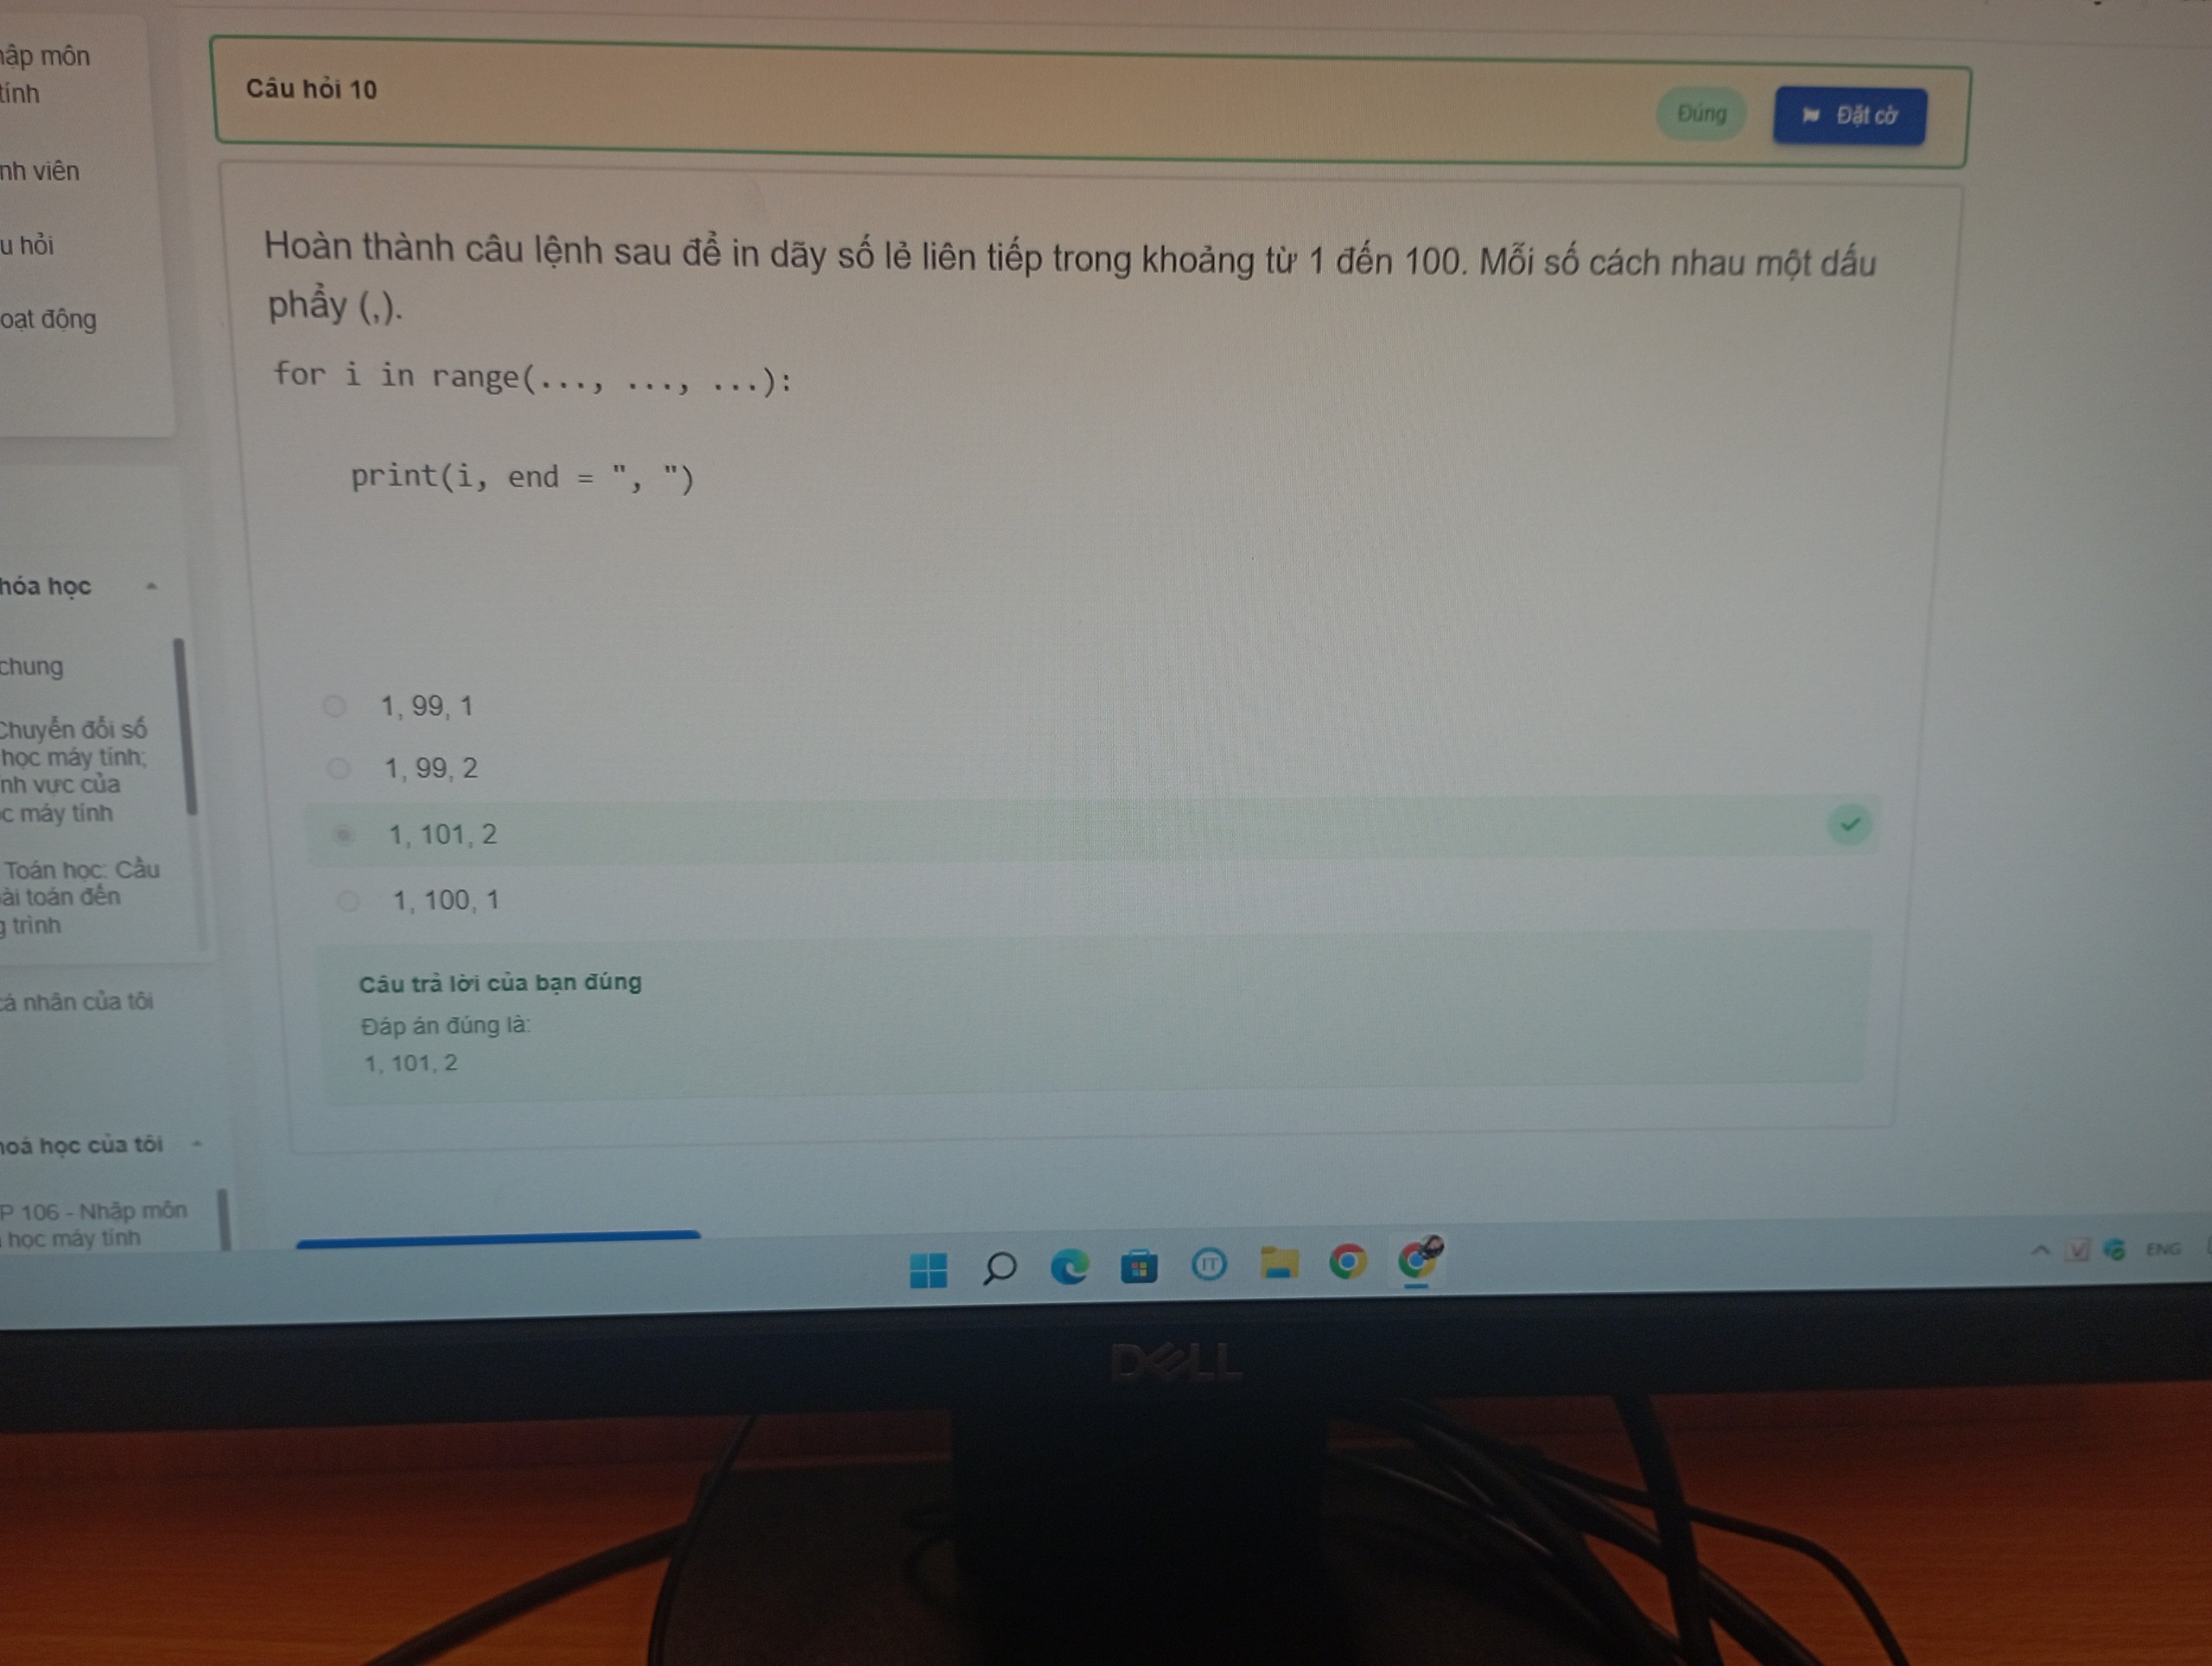 môn
nh viên
u hỏi
oạt động
hóa học
chung
Chuyển đổi số
học máy tính;
nh vực của
c máy tính
Toán học: Cầu
ài toán đến
g trình
cá nhân của tôi
hoá học của tôi
P 106 - Nhập môn
học máy tính
Câu hỏi 10
Đúng
Đặt cờ
Hoàn thành câu lệnh sau để in dãy số lẻ liên tiếp trong khoảng từ 1 đến 100. Mỗi số cách nhau một dấu
phẩy (,).
for i in range(..., ..., ...):
print(i, end = ", ")
1, 99, 1
1, 99, 2
1, 101, 2
1, 100, 1
Câu trả lời của bạn đúng
Đáp án đúng là:
1, 101, 2
IT
V
ENG
DELL